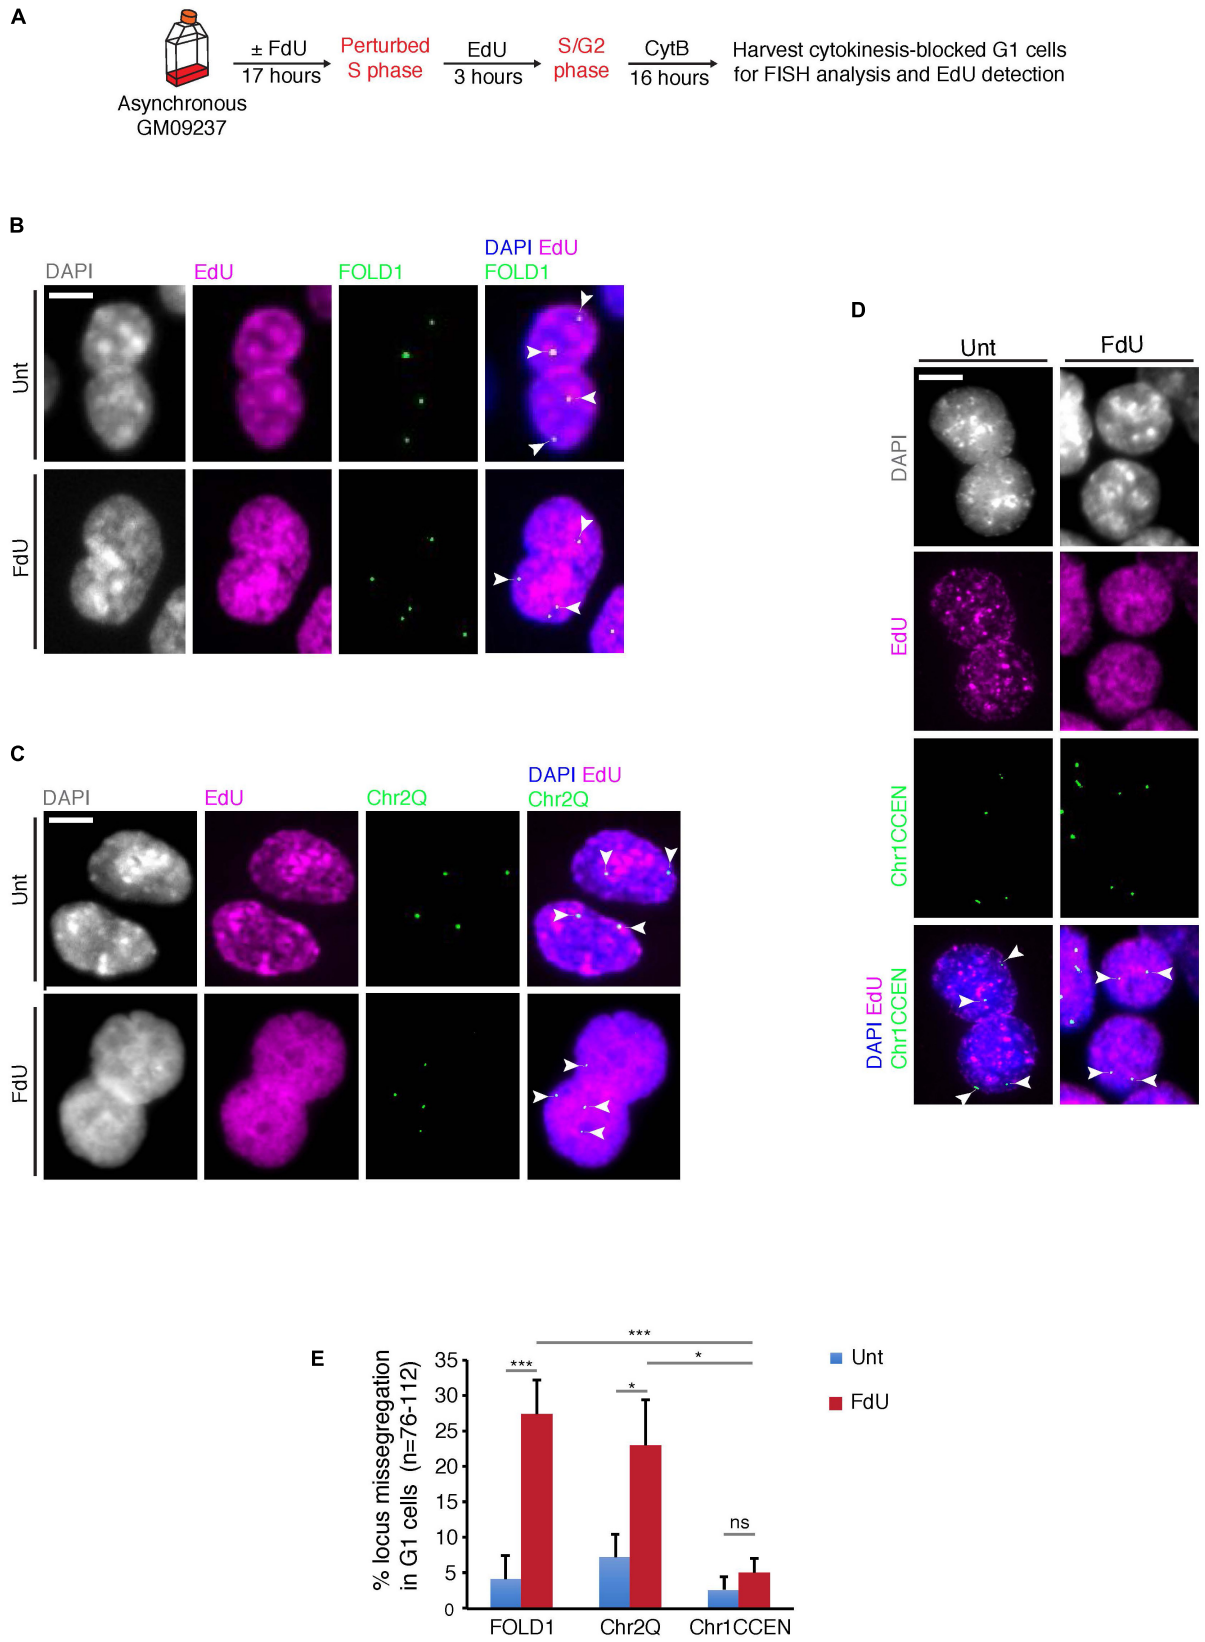 A
± FdU
17 hours
Perturbed
S phase
EdU
3 hours
S/G2
phase
CytB
16 hours
Harvest cytokinesis-blocked G1 cells
for FISH analysis and EdU detection
Asynchronous
GM09237
B
DAPI
EdU
FOLD1
DAPI EdU
FOLD1
Unt
FdU
C
DAPI
EdU
Chr2Q
DAPI EdU
Chr2Q
Unt
FdU
D
Unt
FdU
DAPI
EdU
Chr1CCEN
DAPI EdU
Chr1CCEN
E
% locus missegregation
in G1 cells (n=76-112)
35
30
25
20
15
10
5
0
***
*
***
*
ns
FOLD1
Chr2Q
Chr1CCEN
Unt
FdU